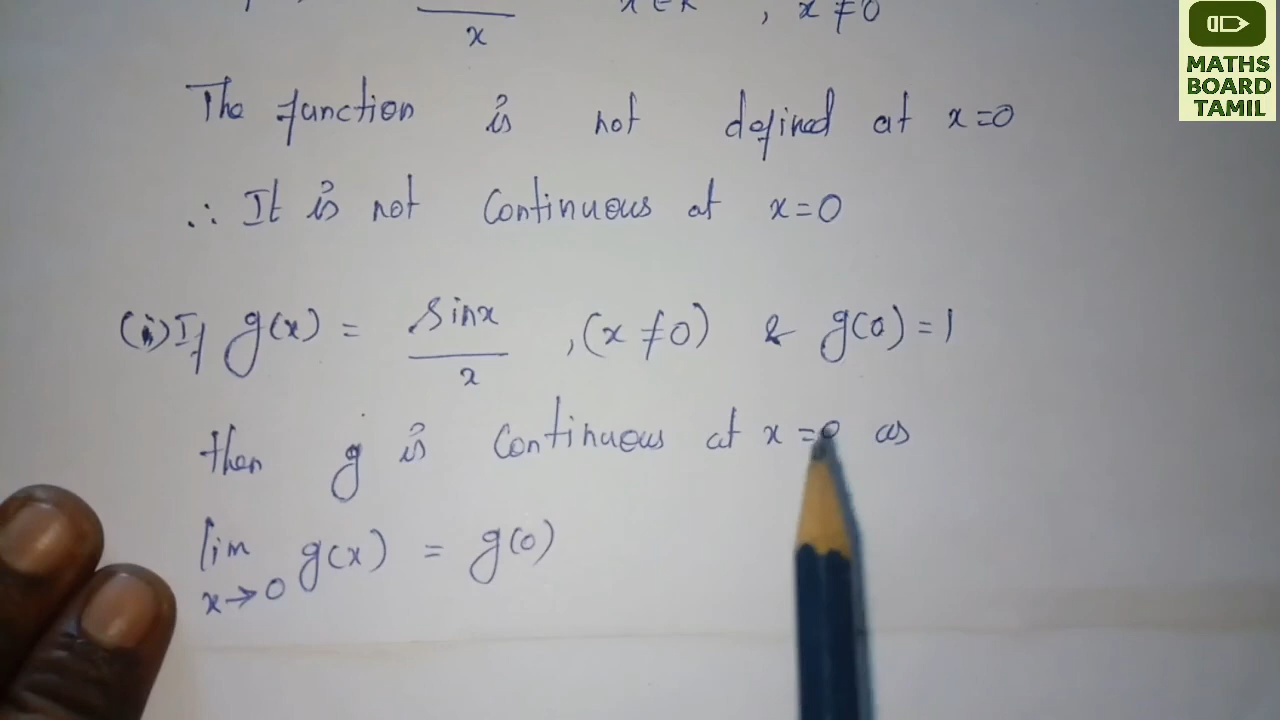 x
x ∈ R , x ≠ 0
The function is not defined at x=0
∴ It is not continuous at x=0
(i) If g(x) = sinx / x , (x ≠ 0) & g(0) = 1
then g is continuous at x=0 as
lim x→0 g(x) = g(0)
MATHS
BOARD
TAMIL